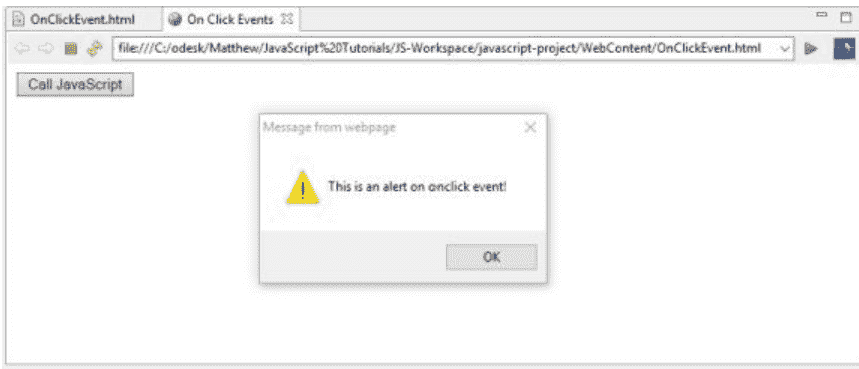 OnClickEvent.html
On Click Events
file:///C:/odesk/Matthew/JavaScript%20Tutorials/JS-Workspace/javascript-project/WebContent/OnClickEvent.html
Call JavaScript
Message from webpage
This is an alert on onclick event!
OK